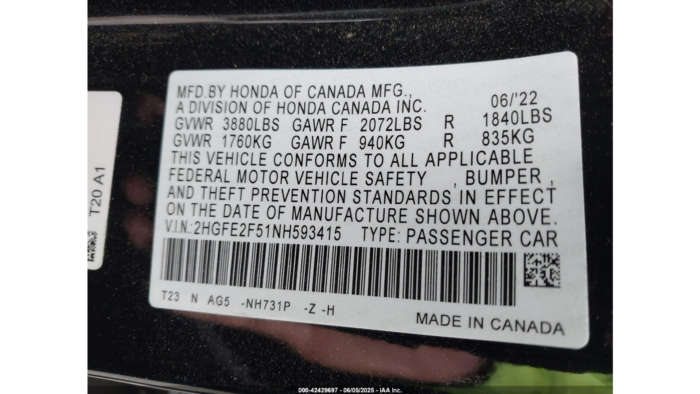 MFD.BY HONDA OF CANADA MFG.,
A DIVISION OF HONDA CANADA INC. 06/'22
GVWR 3880LBS GAWR F 2072LBS R 1840LBS
GVWR 1760KG GAWR F 940KG R 835KG
THIS VEHICLE CONFORMS TO ALL APPLICABLE
FEDERAL MOTOR VEHICLE SAFETY , BUMPER ,
AND THEFT PREVENTION STANDARDS IN EFFECT
ON THE DATE OF MANUFACTURE SHOWN ABOVE.
V.I.N.:2HGFE2F51NH593415 TYPE: PASSENGER CAR
T23 N AG5 -NH731P -Z -H
MADE IN CANADA
T20 A1
000-42429697 - 06/05/2025 - IAA Inc.